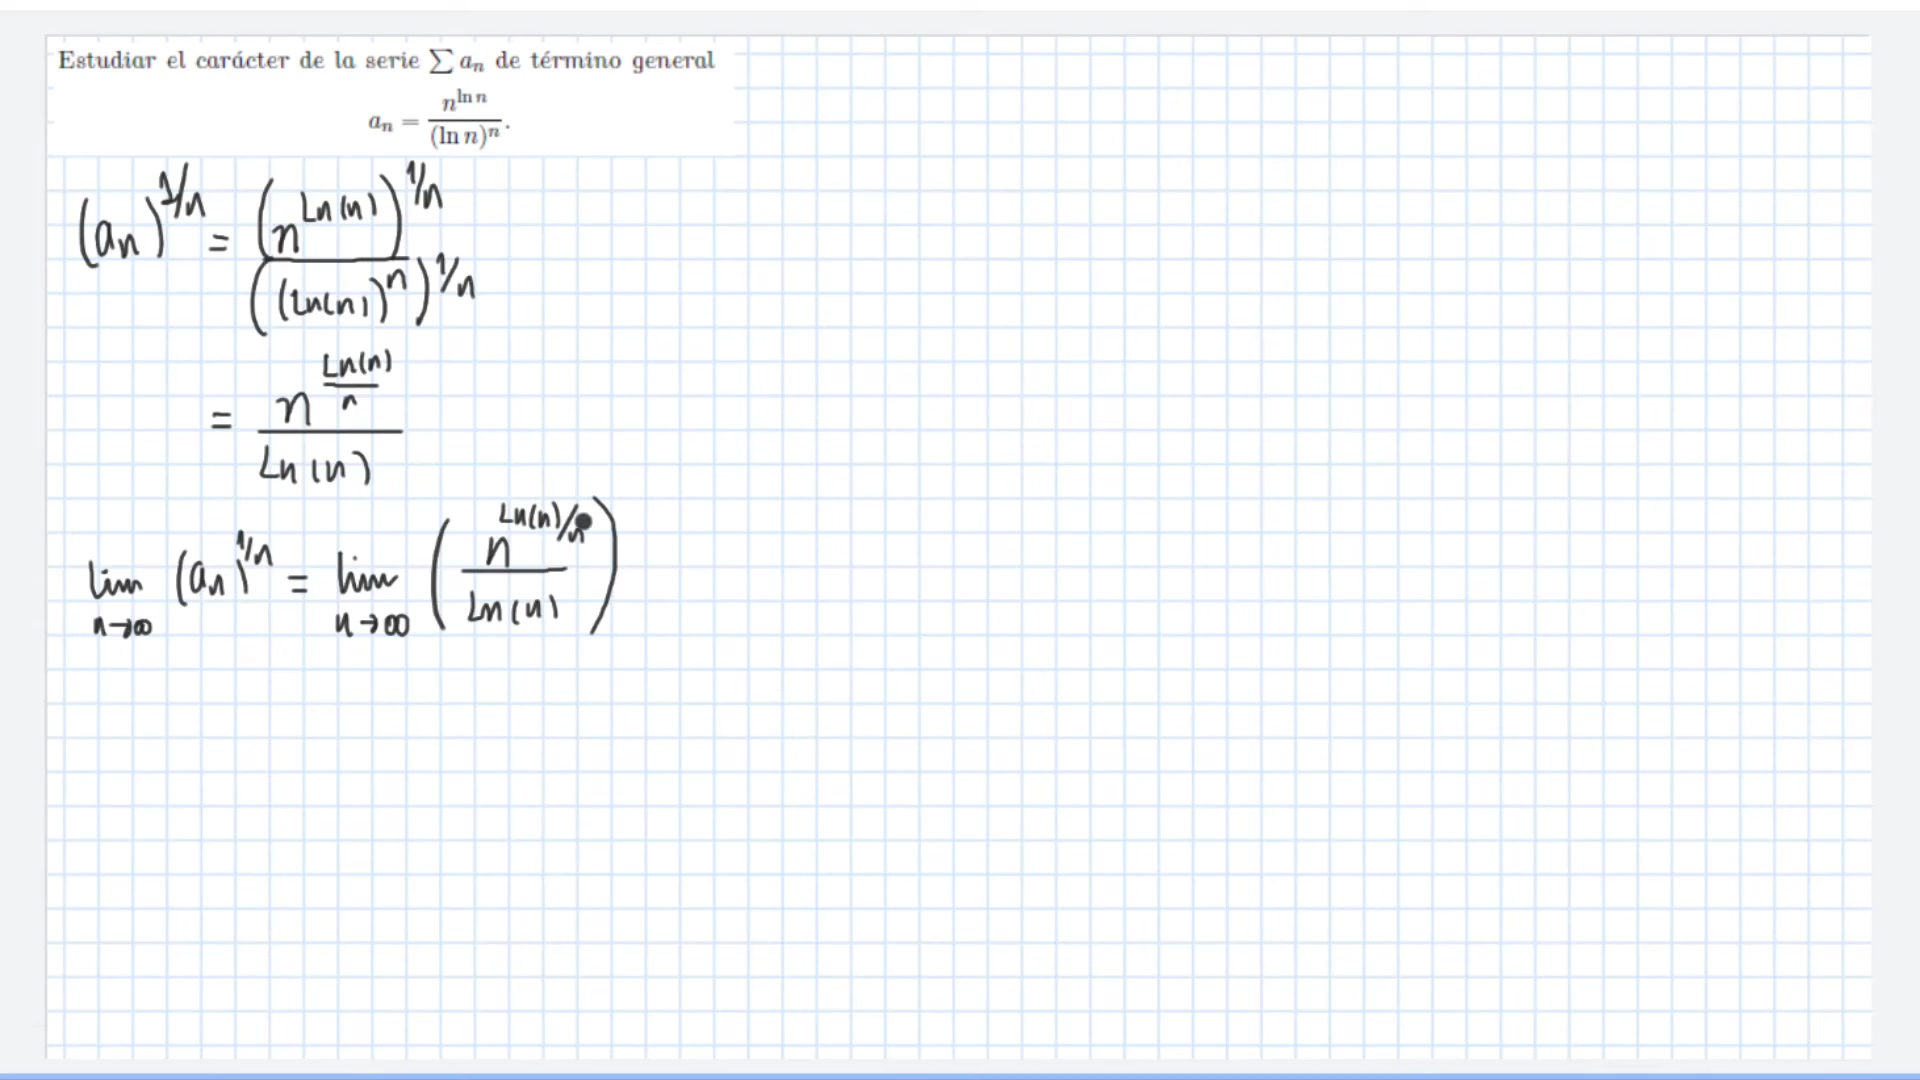 Estudiar el carácter de la serie ∑ aₙ de término general
aₙ = n^{ln n} / (ln n)ⁿ.
(aₙ)^{1/n} = (n^{Ln(n)})^{1/n} / ((Ln(n))ⁿ)^{1/n}
= n^{Ln(n)/n} / Ln(n)
lim_{n→∞} (aₙ)^{1/n} = lim_{n→∞} (n^{Ln(n)/n} / Ln(n))